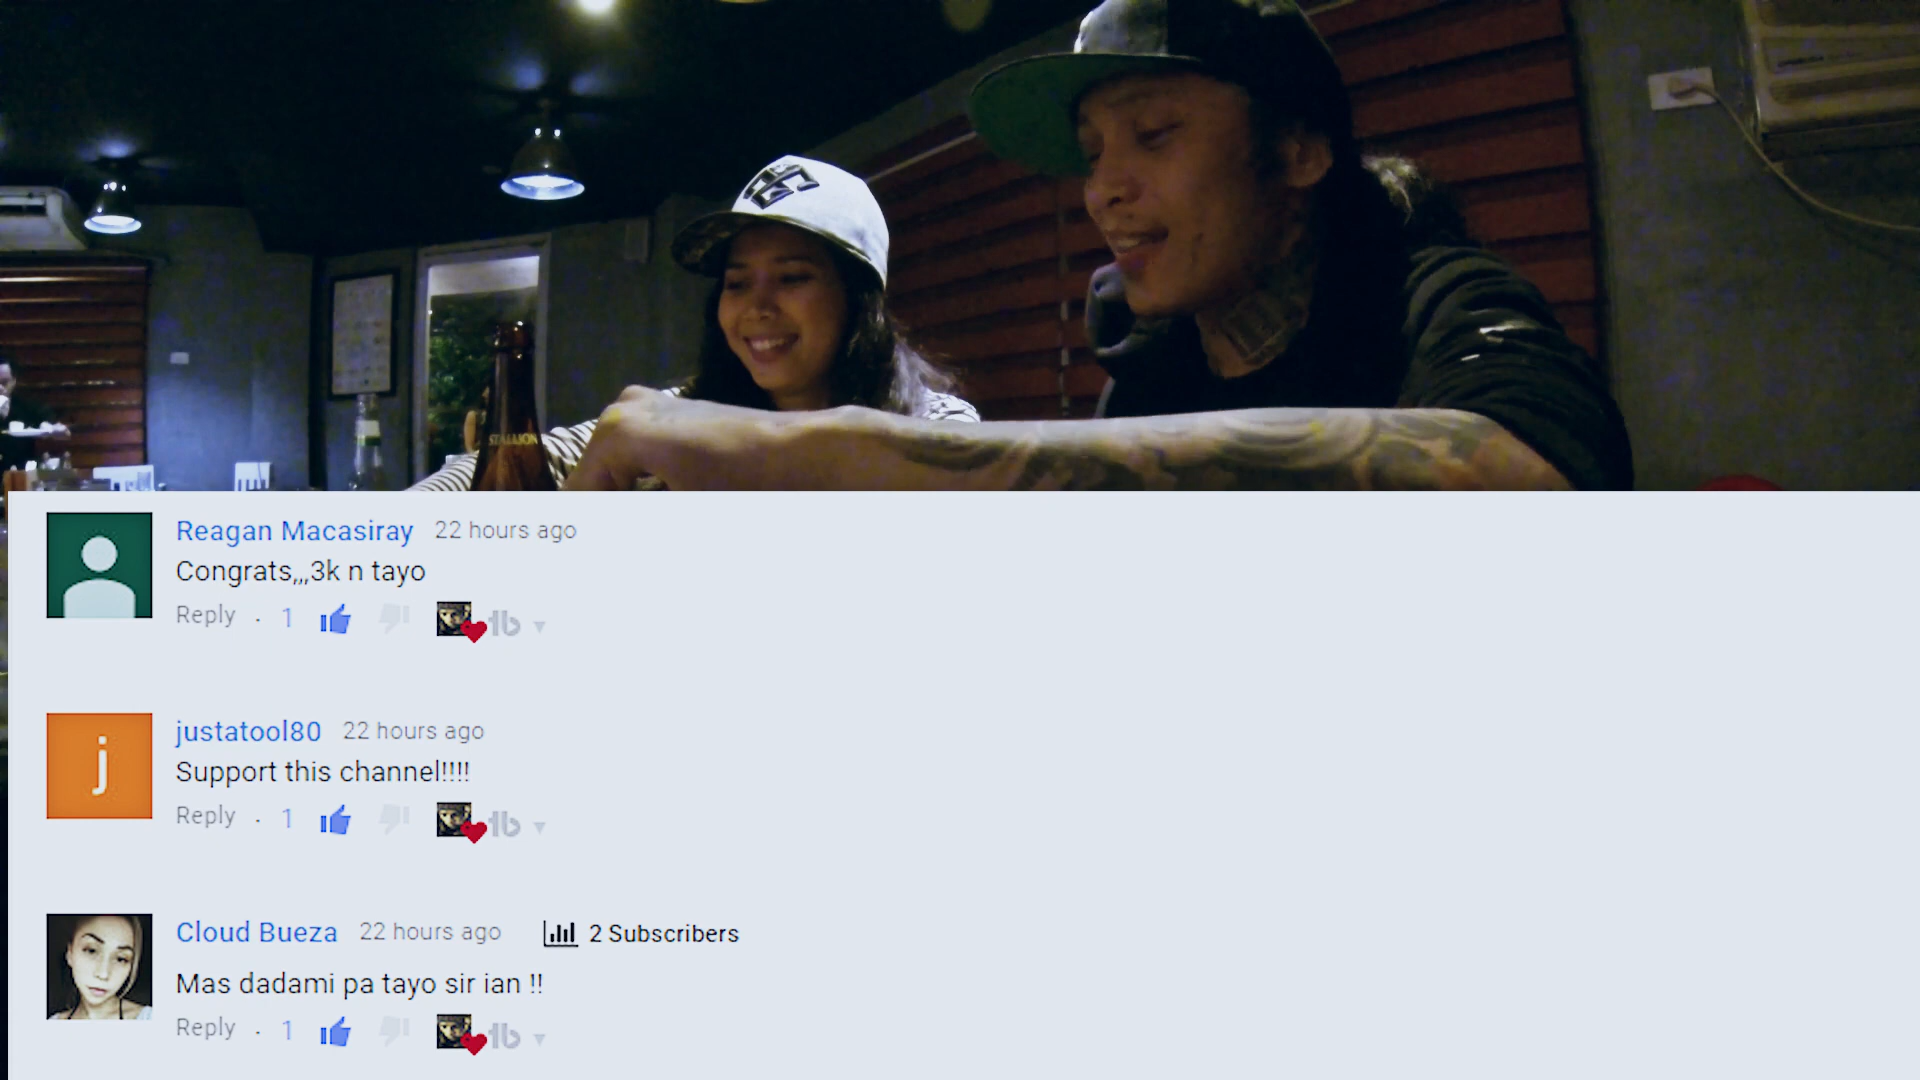 STALLION
Reagan Macasiray 22 hours ago
Congrats,,,3k n tayo
Reply . 1
justatool80 22 hours ago
j
Support this channel!!!!
Reply . 1
Cloud Bueza 22 hours ago 2 Subscribers
Mas dadami pa tayo sir ian !!
Reply . 1